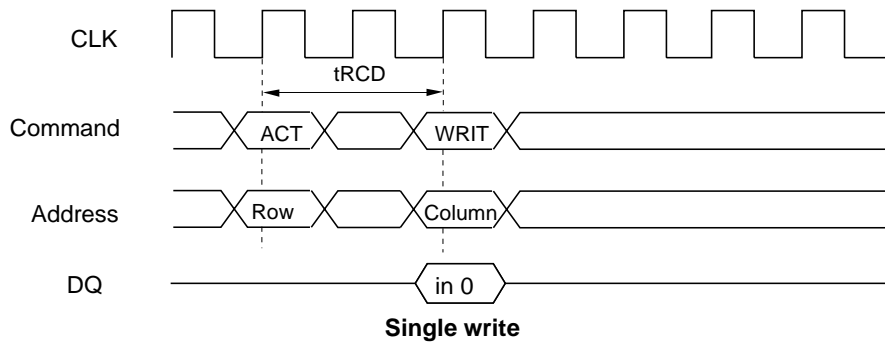 CLK
tRCD
Command ACT WRIT
Address Row Column
DQ in 0
Single write